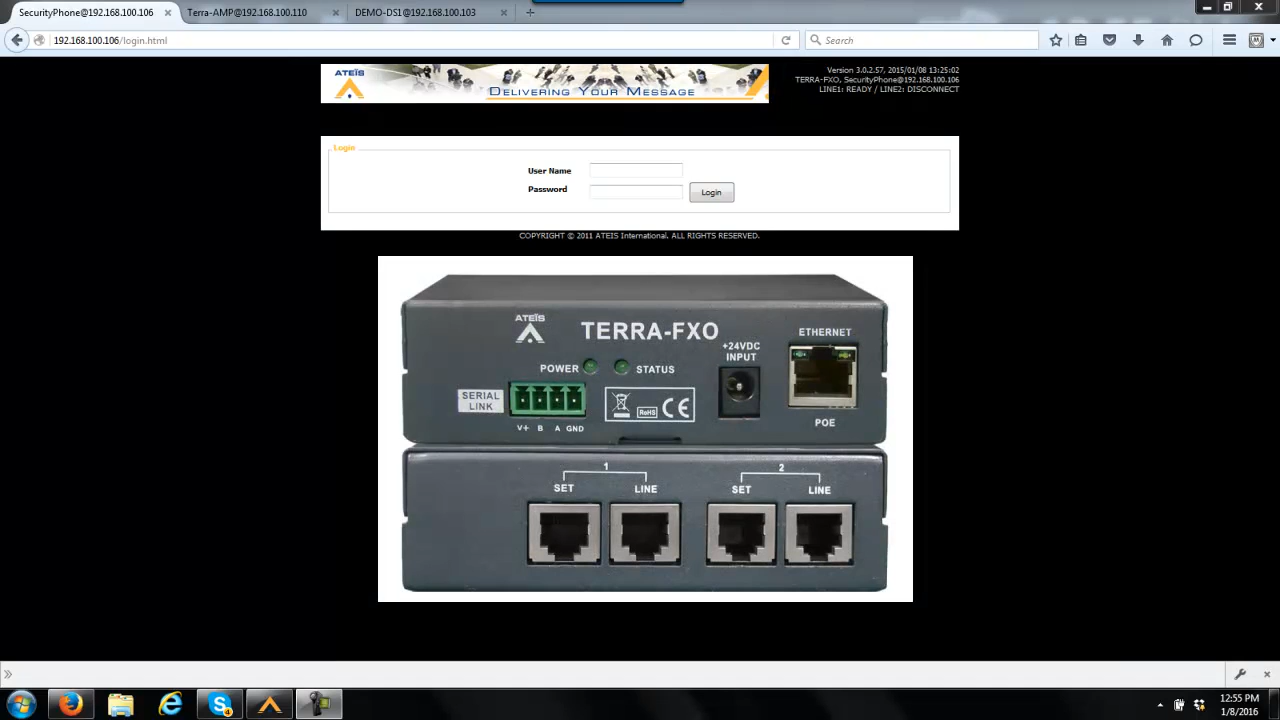 SecurityPhone@192.168.100.106
Terra-AMP@192.168.100.110
DEMO-DS1@192.168.100.103
192.168.100.106/login.html
Search
ATEÏS
DELIVERING YOUR MESSAGE
Version 3.0.2.57, 2015/01/08 13:25:02
TERRA-FXO, SecurityPhone@192.168.100.106
LINE1: READY / LINE2: DISCONNECT
Login
User Name
Password
Login
COPYRIGHT © 2011 ATEIS International. ALL RIGHTS RESERVED.
ATEÏS
TERRA-FXO
ETHERNET
+24VDC
INPUT
POWER
STATUS
SERIAL
LINK
RoHS
CE
V+ B A GND
POE
1
2
SET
LINE
SET
LINE
4
12:55 PM
1/8/2016